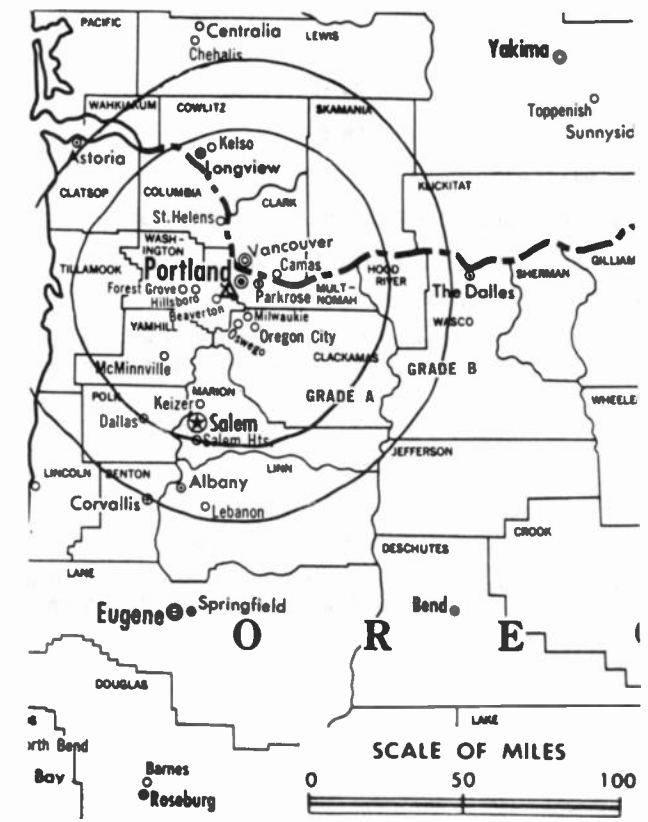 PACIFIC
Centralia
LEWIS
Chehalis
Yakima
WAHKIAKUM
COWLITZ
SKAMANIA
Toppenish
Sunnysid
Astoria
Kelso
Longview
CLATSOP
COLUMBIA
KLICKITAT
CLARK
St. Helens
WASH-
INGTON
Vancouver
TILLAMOOK
Portland
Camas
HOOD
RIVER
SHERMAN
GILLIAM
Forest Grove
Hillsboro
Parkrose
MULT-
NOMAH
The Dalles
Beaverton
Milwaukie
WASCO
YAMHILL
Oswego
Oregon City
CLACKAMAS
McMinnville
GRADE A
GRADE B
POLK
MARION
Keizer
WHEELE
Dallas
Salem
Salem Hts.
JEFFERSON
LINCOLN
BENTON
LINN
Albany
Corvallis
Lebanon
CROOK
DESCHUTES
LANE
Eugene
Springfield
Bend
O R E
DOUGLAS
LAKE
orth Bend
Bay
SCALE OF MILES
Barnes
Roseburg
0 50 100